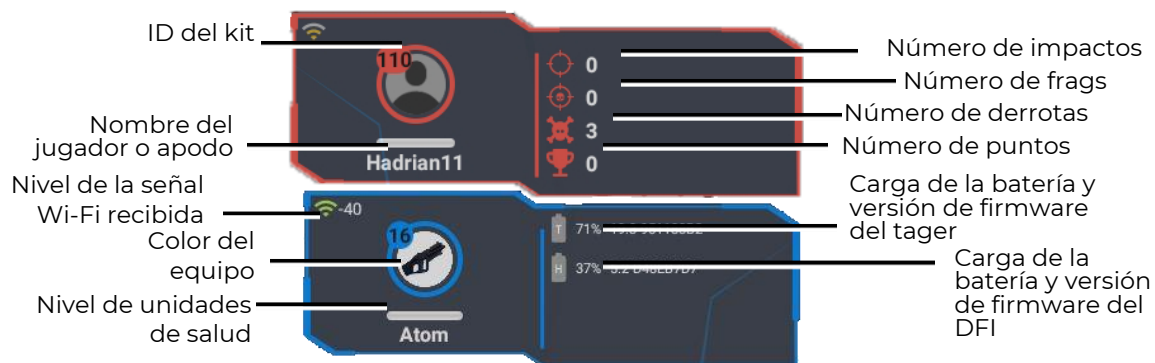 ID del kit
110
Nombre del
jugador o apodo
Hadrian11
0
0
3
0
Número de impactos
Número de frags
Número de derrotas
Número de puntos
Nivel de la señal
Wi-Fi recibida
-40
Color del
equipo
16
Nivel de unidades
de salud
Atom
T 71%
H 37%
Carga de la batería y
versión de firmware
del tager
Carga de la
batería y versión
de firmware del
DFI